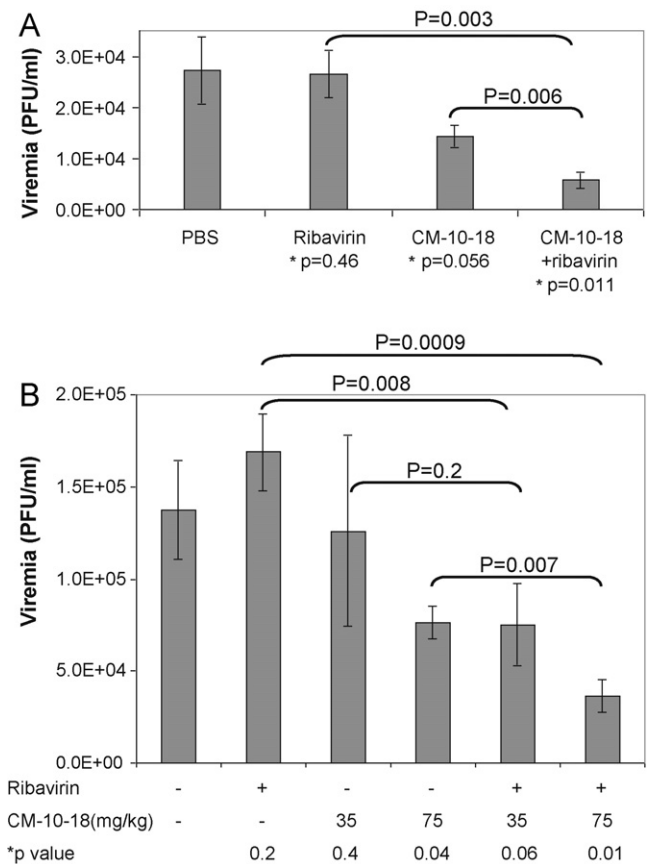 A
P=0.003
P=0.006
Viremia (PFU/ml)
3.0E+04
2.0E+04
1.0E+04
0.0E+00
PBS Ribavirin CM-10-18 CM-10-18
* p=0.46 * p=0.056 +ribavirin
* p=0.011
P=0.0009
B
P=0.008
P=0.2
P=0.007
Viremia (PFU/ml)
2.0E+05
1.5E+05
1.0E+05
5.0E+04
0.0E+00
Ribavirin - + - - + +
CM-10-18(mg/kg) - - 35 75 35 75
*p value 0.2 0.4 0.04 0.06 0.01